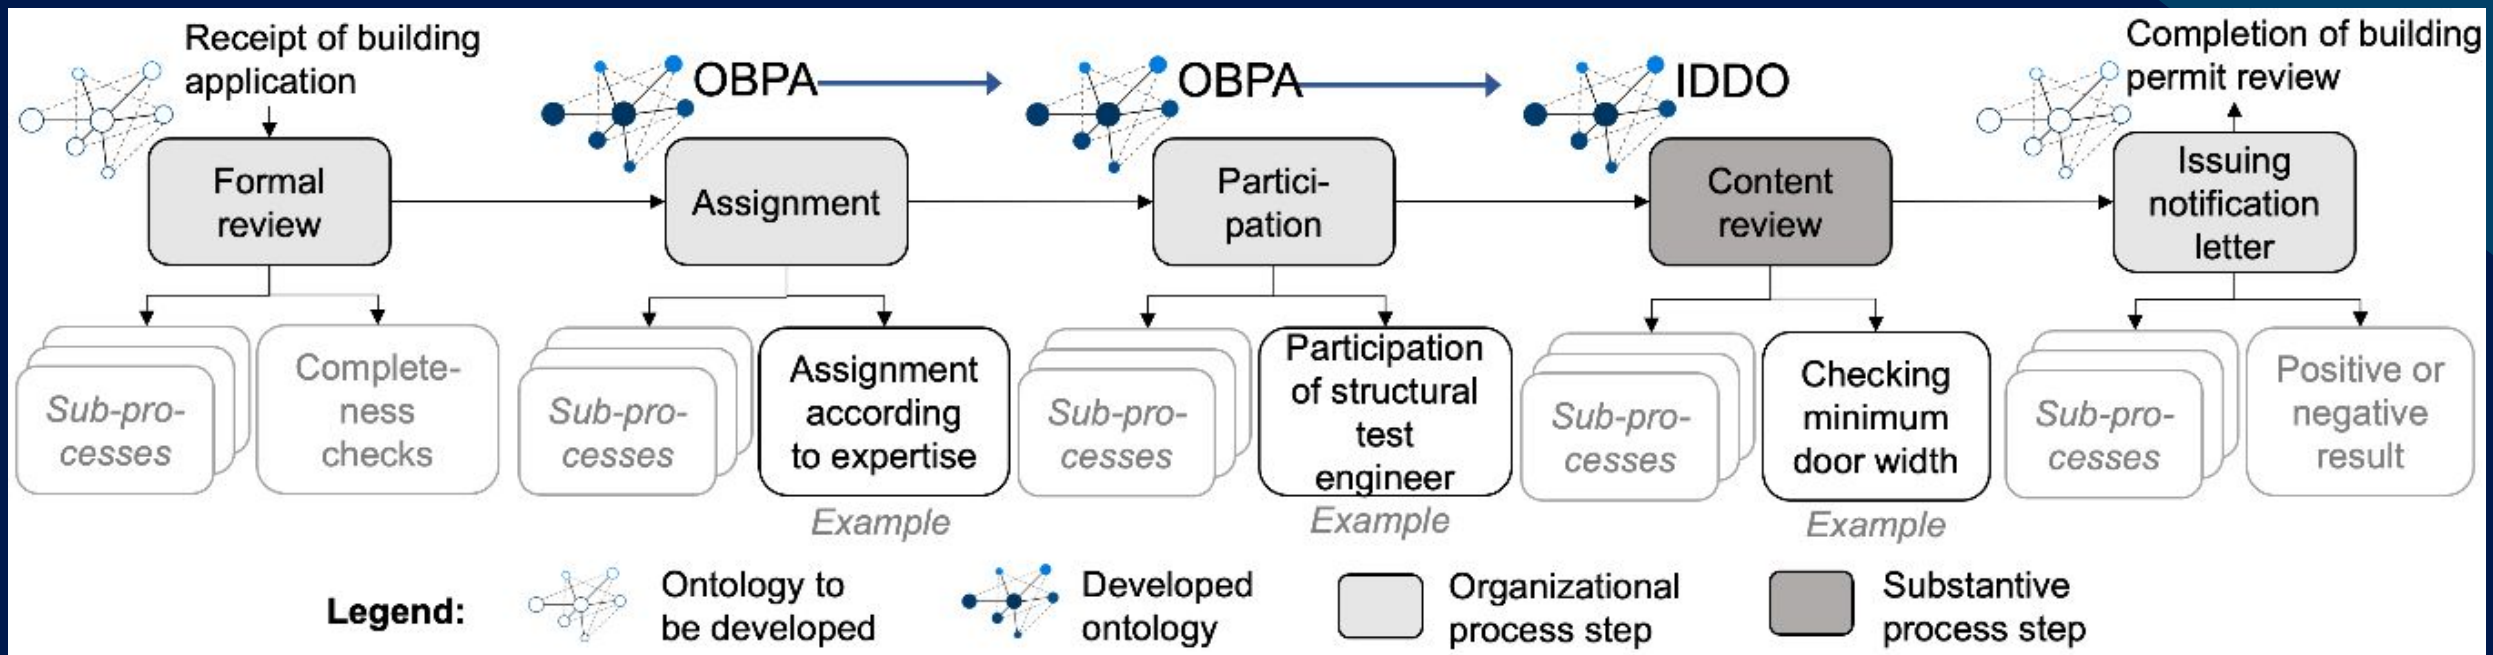 Receipt of building
application
OBPA
OBPA
IDDO
Completion of building
permit review
Formal
review
Assignment
Partici-
pation
Content
review
Issuing
notification
letter
Sub-pro-
cesses
Complete-
ness
checks
Sub-pro-
cesses
Assignment
according
to expertise
Example
Sub-pro-
cesses
Participation
of structural
test
engineer
Example
Sub-pro-
cesses
Checking
minimum
door width
Example
Sub-pro-
cesses
Positive or
negative
result
Legend:
Ontology to
be developed
Developed
ontology
Organizational
process step
Substantive
process step